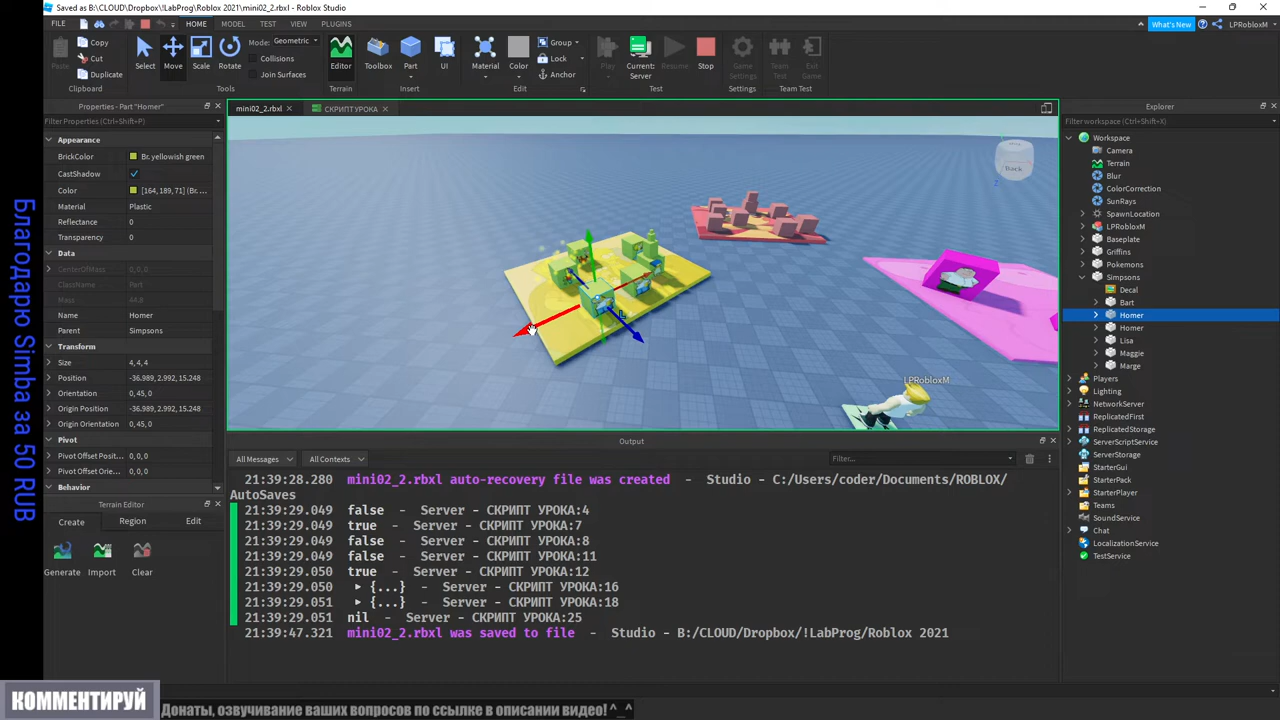 Saved as B:\CLOUD\Dropbox\!LabProg\Roblox 2021\mini02_2.rbxl - Roblox Studio
FILE HOME MODEL TEST VIEW PLUGINS What's New LPRobloxM
Paste Copy Cut Duplicate
Clipboard
Select Move Scale Rotate
Mode: Geometric
Collisions
Join Surfaces
Tools
Editor
Terrain
Toolbox Part UI
Insert
Material Color
Group
Lock
Anchor
Edit
Play Current: Server Resume Stop
Test
Game Settings
Settings
Team Test Exit Game
Team Test
Properties - Part "Homer"
Filter Properties (Ctrl+Shift+P)
Appearance
BrickColor Br. yellowish green
CastShadow
Color [164, 189, 71] (Br. ...
Material Plastic
Reflectance 0
Transparency 0
Data
CenterOfMass 0, 0, 0
ClassName Part
Mass 44.8
Name Homer
Parent Simpsons
Transform
Size 4, 4, 4
Position -36.989, 2.992, 15.248
Orientation 0, 45, 0
Origin Position -36.989, 2.992, 15.248
Origin Orientation 0, 45, 0
Pivot
Pivot Offset Posit...
Pivot Offset Orie...
Behavior
Terrain Editor
Create Region Edit
Generate Import Clear
mini02_2.rbxl СКРИПТ УРОКА
Back
LPRobloxM
Output
All Messages All Contexts Filter...
21:39:28.280 mini02_2.rbxl auto-recovery file was created - Studio - C:/Users/coder/Documents/ROBLOX/
AutoSaves
21:39:29.049 false - Server - СКРИПТ УРОКА:4
21:39:29.049 true - Server - СКРИПТ УРОКА:7
21:39:29.049 false - Server - СКРИПТ УРОКА:8
21:39:29.049 false - Server - СКРИПТ УРОКА:11
21:39:29.050 true - Server - СКРИПТ УРОКА:12
21:39:29.050 {...} - Server - СКРИПТ УРОКА:16
21:39:29.051 {...} - Server - СКРИПТ УРОКА:18
21:39:29.051 nil - Server - СКРИПТ УРОКА:25
21:39:47.321 mini02_2.rbxl was saved to file - Studio - B:/CLOUD/Dropbox/!LabProg/Roblox 2021
Explorer
Filter workspace (Ctrl+Shift+X)
Workspace
Camera
Terrain
Blur
ColorCorrection
SunRays
SpawnLocation
LPRobloxM
Baseplate
Griffins
Pokemons
Simpsons
Decal
Bart
Homer
Homer
Lisa
Maggie
Marge
Players
Lighting
NetworkServer
ReplicatedFirst
ReplicatedStorage
ServerScriptService
ServerStorage
StarterGui
StarterPack
StarterPlayer
Teams
SoundService
Chat
LocalizationService
TestService
Благодарю Simba за 50 RUB
КОММЕНТИРУЙ
Донаты, озвучивание ваших вопросов по ссылке в описании видео! ^_^